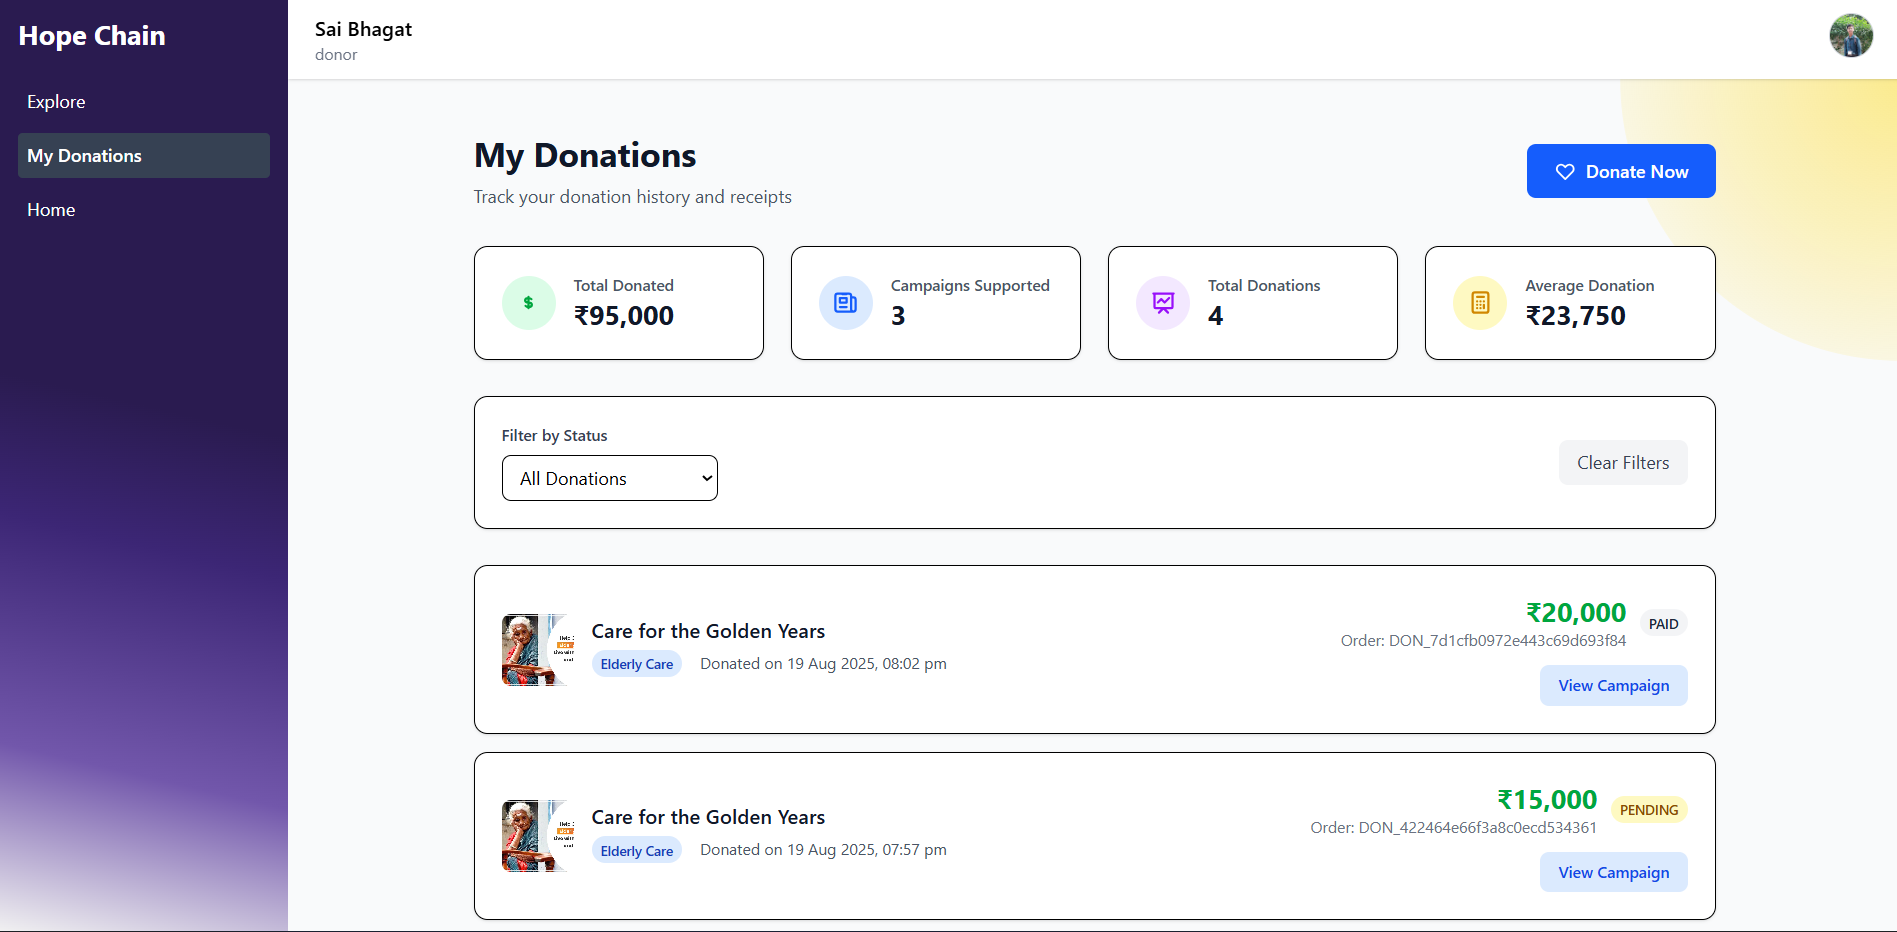 Hope Chain
Explore
My Donations
Home
Sai Bhagat
donor
My Donations
Track your donation history and receipts
Donate Now
Total Donated
₹95,000
Campaigns Supported
3
Total Donations
4
Average Donation
₹23,750
Filter by Status
All Donations
Clear Filters
Care for the Golden Years
Elderly Care
Donated on 19 Aug 2025, 08:02 pm
₹20,000
PAID
Order: DON_7d1cfb0972e443c69d693f84
View Campaign
Care for the Golden Years
Elderly Care
Donated on 19 Aug 2025, 07:57 pm
₹15,000
PENDING
Order: DON_422464e66f3a8c0ecd534361
View Campaign